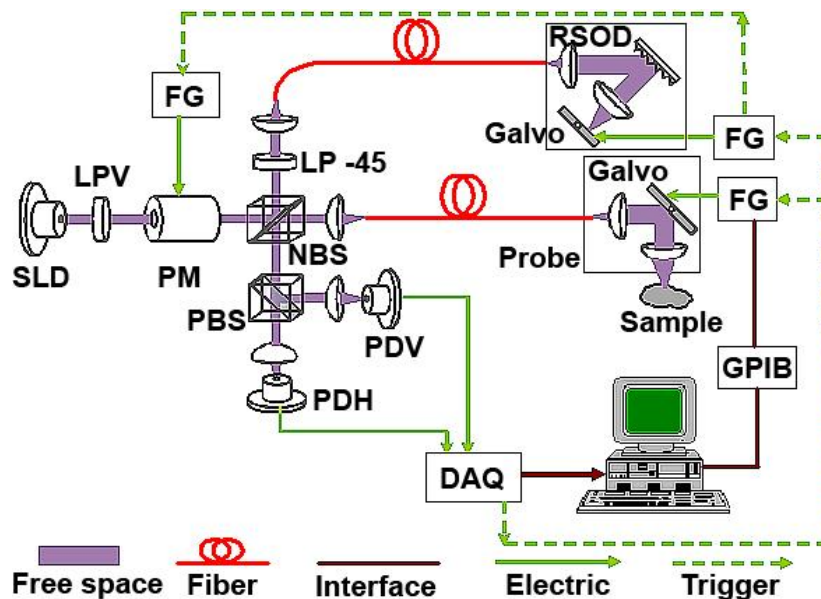 RSOD
FG
Galvo
FG
LP -45
LPV
Galvo
FG
SLD
PM
NBS
Probe
Sample
PBS
PDV
GPIB
PDH
DAQ
Free space
Fiber
Interface
Electric
Trigger